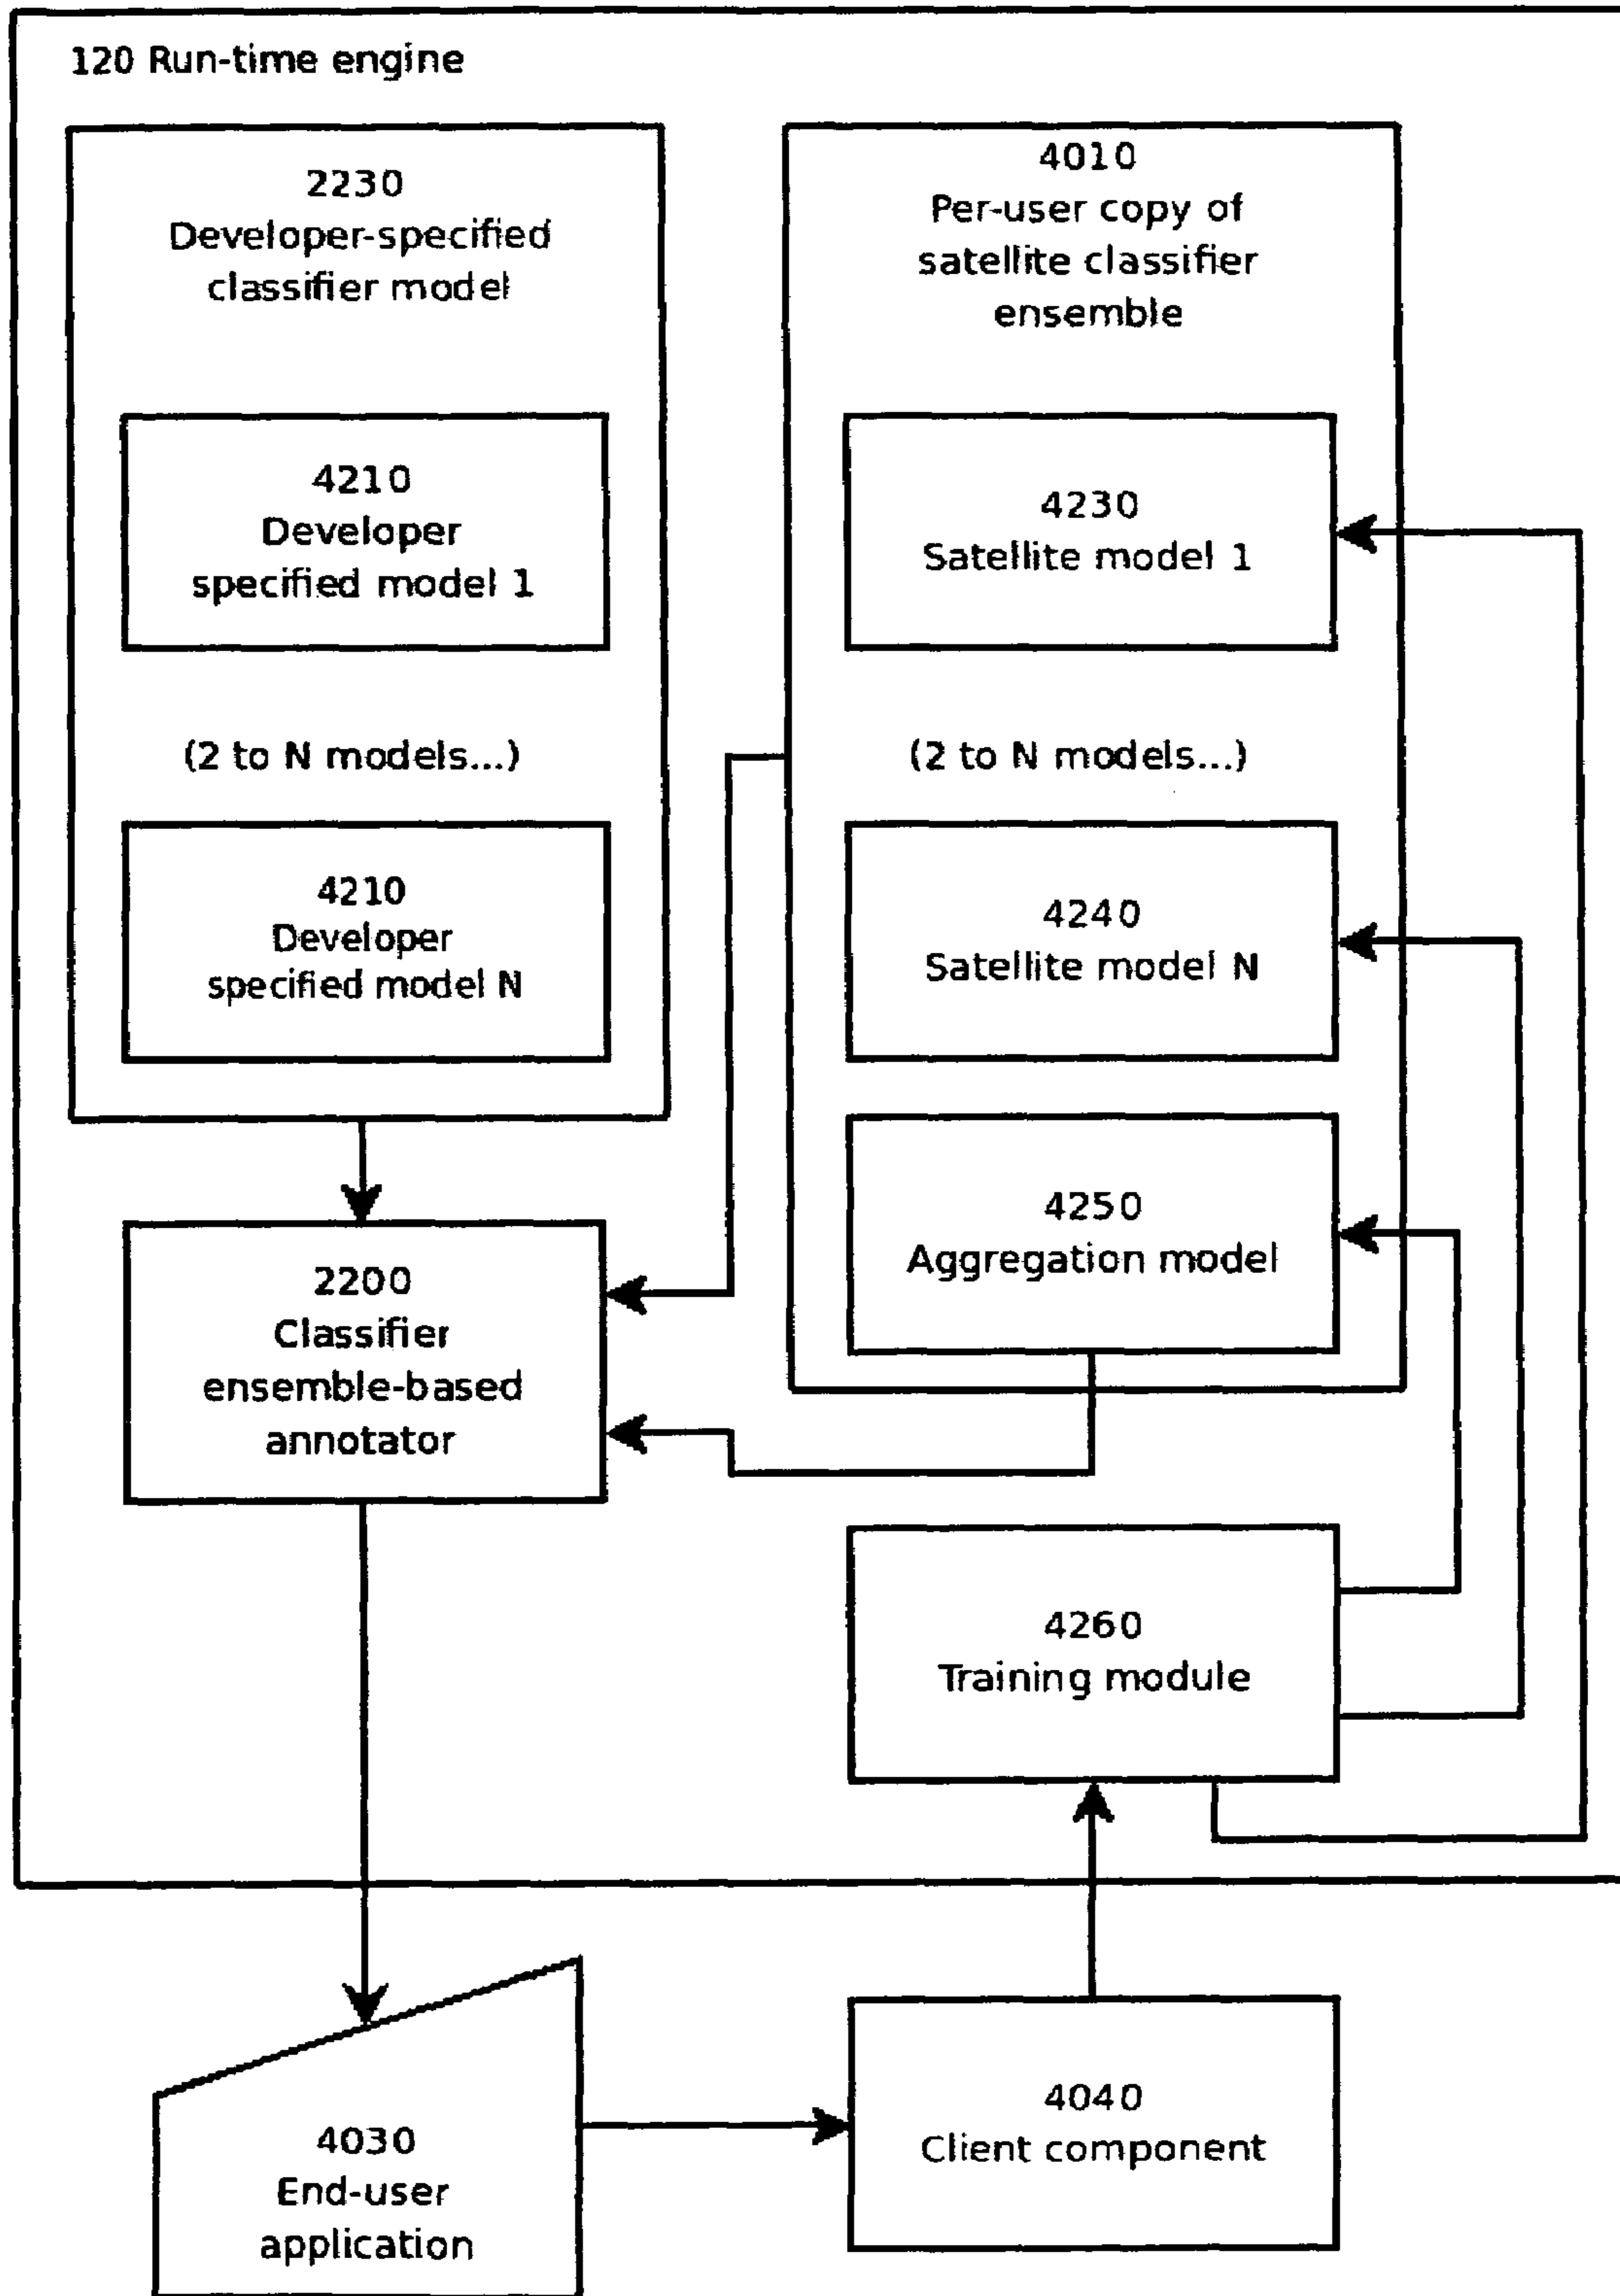 120 Run-time engine
2230
Developer-specified
classifier model
4210
Developer
specified model 1
(2 to N models...)
4210
Developer
specified model N
4010
Per-user copy of
satellite classifier
ensemble
4230
Satellite model 1
(2 to N models...)
4240
Satellite model N
4250
Aggregation model
2200
Classifier
ensemble-based
annotator
4260
Training module
4030
End-user
application
4040
Client component